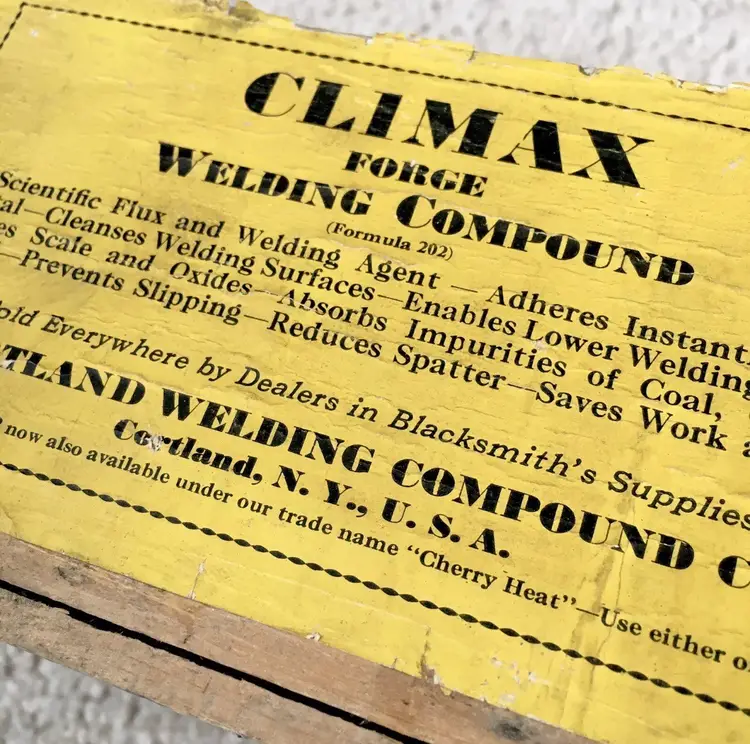 CLIMAX
FORGE
WELDING COMPOUND
(Formula 202)
Scientific Flux and Welding Agent — Adheres Instant
tal—Cleanses Welding Surfaces—Enables Lower Welding
es Scale and Oxides—Absorbs Impurities of Coal,
—Prevents Slipping—Reduces Spatter—Saves Work a
old Everywhere by Dealers in Blacksmith's Supplies
TLAND WELDING COMPOUND C
Cortland, N. Y., U. S. A.
2 now also available under our trade name "Cherry Heat"—Use either o